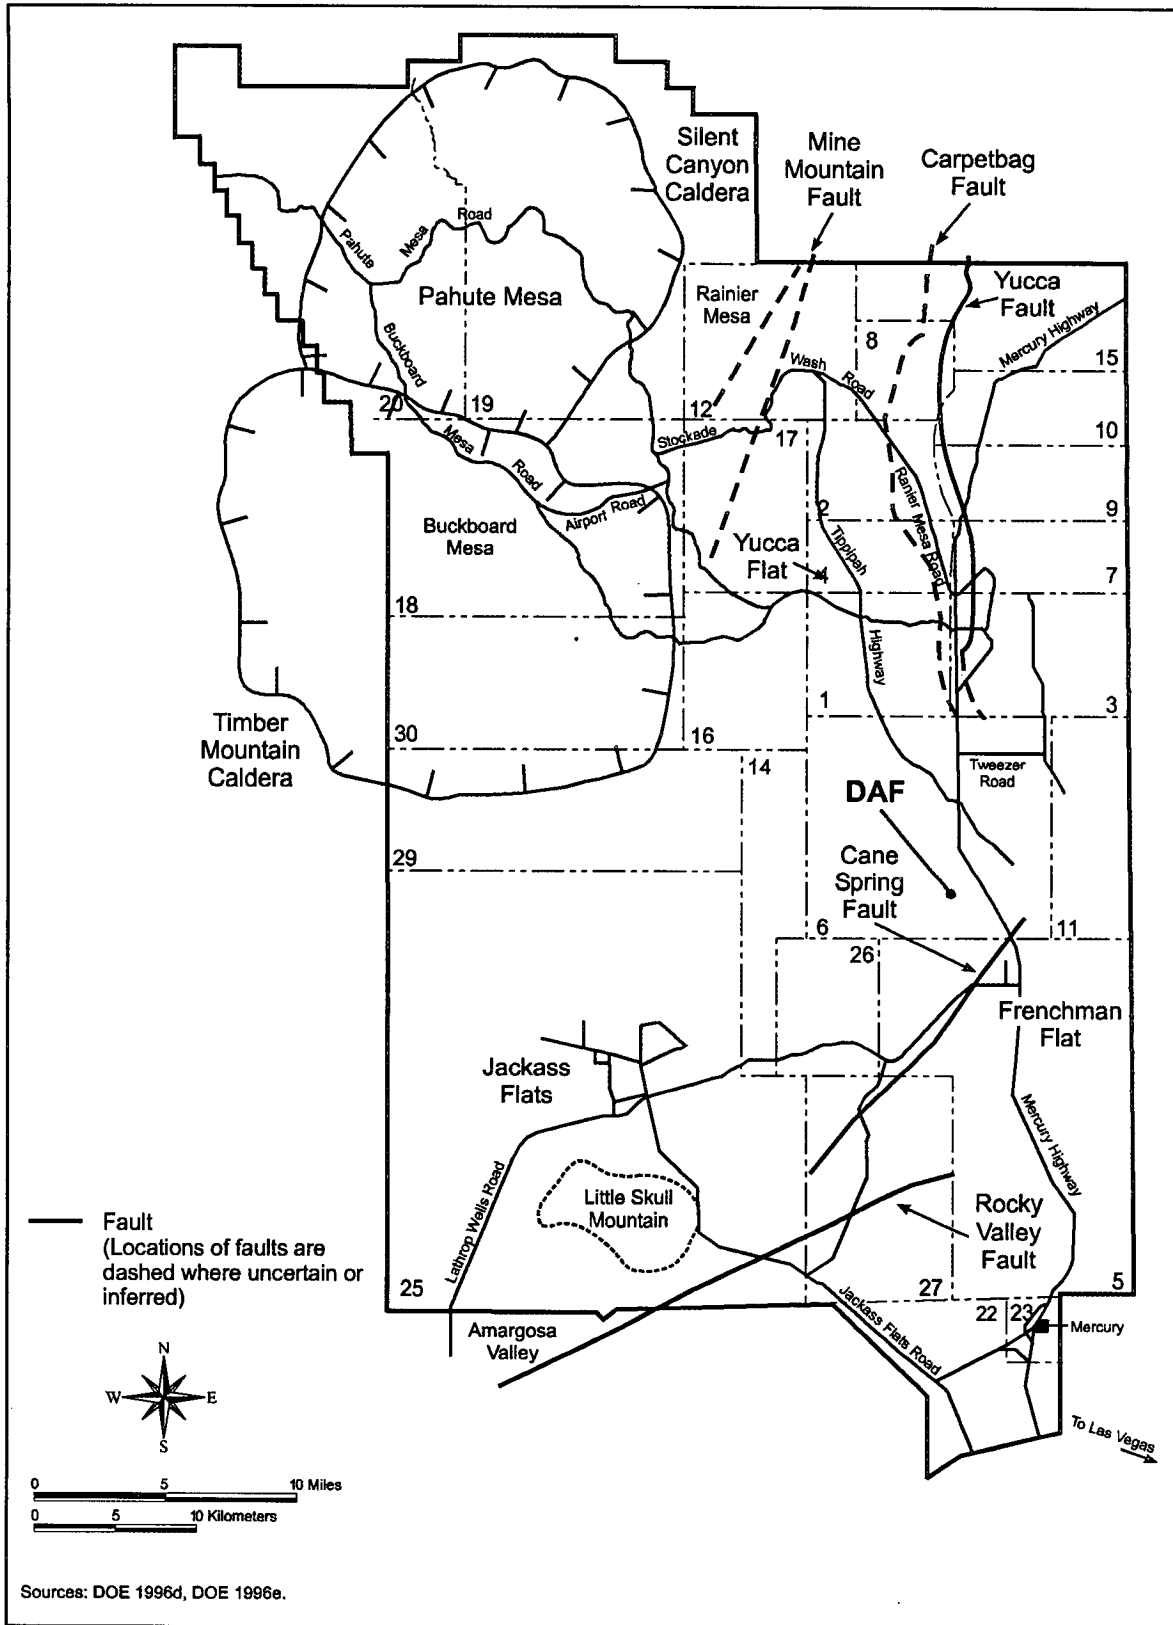 Silent
Canyon
Caldera
Mine
Mountain
Fault
Carpetbag
Fault
Yucca
Fault
Pahute
Mesa
Road
Pahute Mesa
Rainier
Mesa
8
Mercury Highway
15
Buckboard
Wash
Road
20
19
12
17
10
Mesa
Road
Stockade
Ranier Mesa Road
Buckboard
Mesa
Airport Road
2
9
Yucca
Flat
Tippipah
Highway
4
7
18
1
3
Timber
Mountain
Caldera
30
16
14
Tweezer
Road
DAF
29
Cane
Spring
Fault
6
11
26
Frenchman
Flat
Jackass
Flats
Mercury Highway
Lathrop Wells Road
Little Skull
Mountain
Rocky
Valley
Fault
Fault
(Locations of faults are
dashed where uncertain or
inferred)
25
27
22
23
5
Amargosa
Valley
Jackass Flats Road
Mercury
N
W
E
S
To Las Vegas
0 5 10 Miles
0 5 10 Kilometers
Sources: DOE 1996d, DOE 1996e.